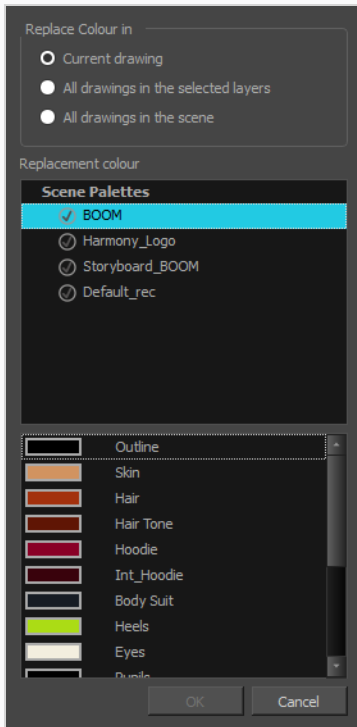 Replace Colour in
Current drawing
All drawings in the selected layers
All drawings in the scene
Replacement colour
Scene Palettes
BOOM
Harmony_Logo
Storyboard_BOOM
Default_rec
Outline
Skin
Hair
Hair Tone
Hoodie
Int_Hoodie
Body Suit
Heels
Eyes
Pupils
OK
Cancel